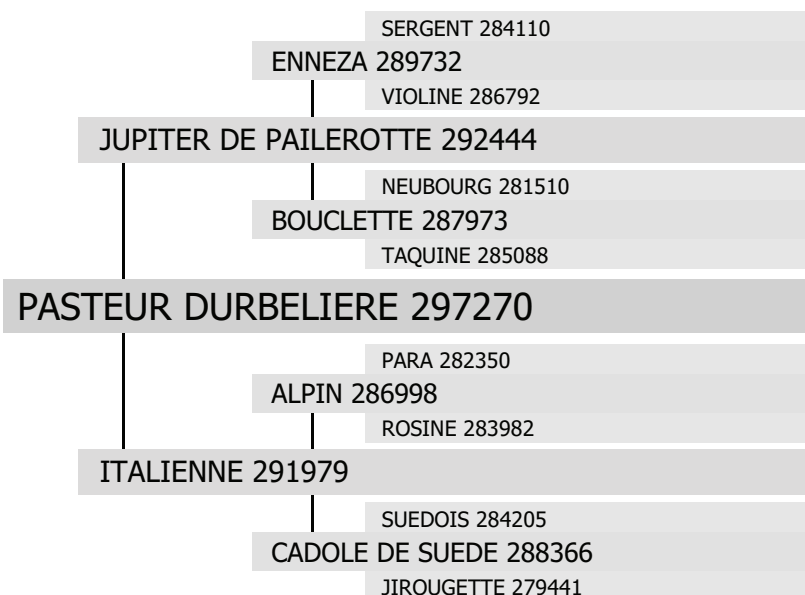 SERGENT 284110
ENNEZA 289732
VIOLINE 286792
JUPITER DE PAILEROTTE 292444
NEUBOURG 281510
BOUCLETTE 287973
TAQUINE 285088
PASTEUR DURBELIERE 297270
PARA 282350
ALPIN 286998
ROSINE 283982
ITALIENNE 291979
SUEDOIS 284205
CADOLE DE SUEDE 288366
JIROUGETTE 279441